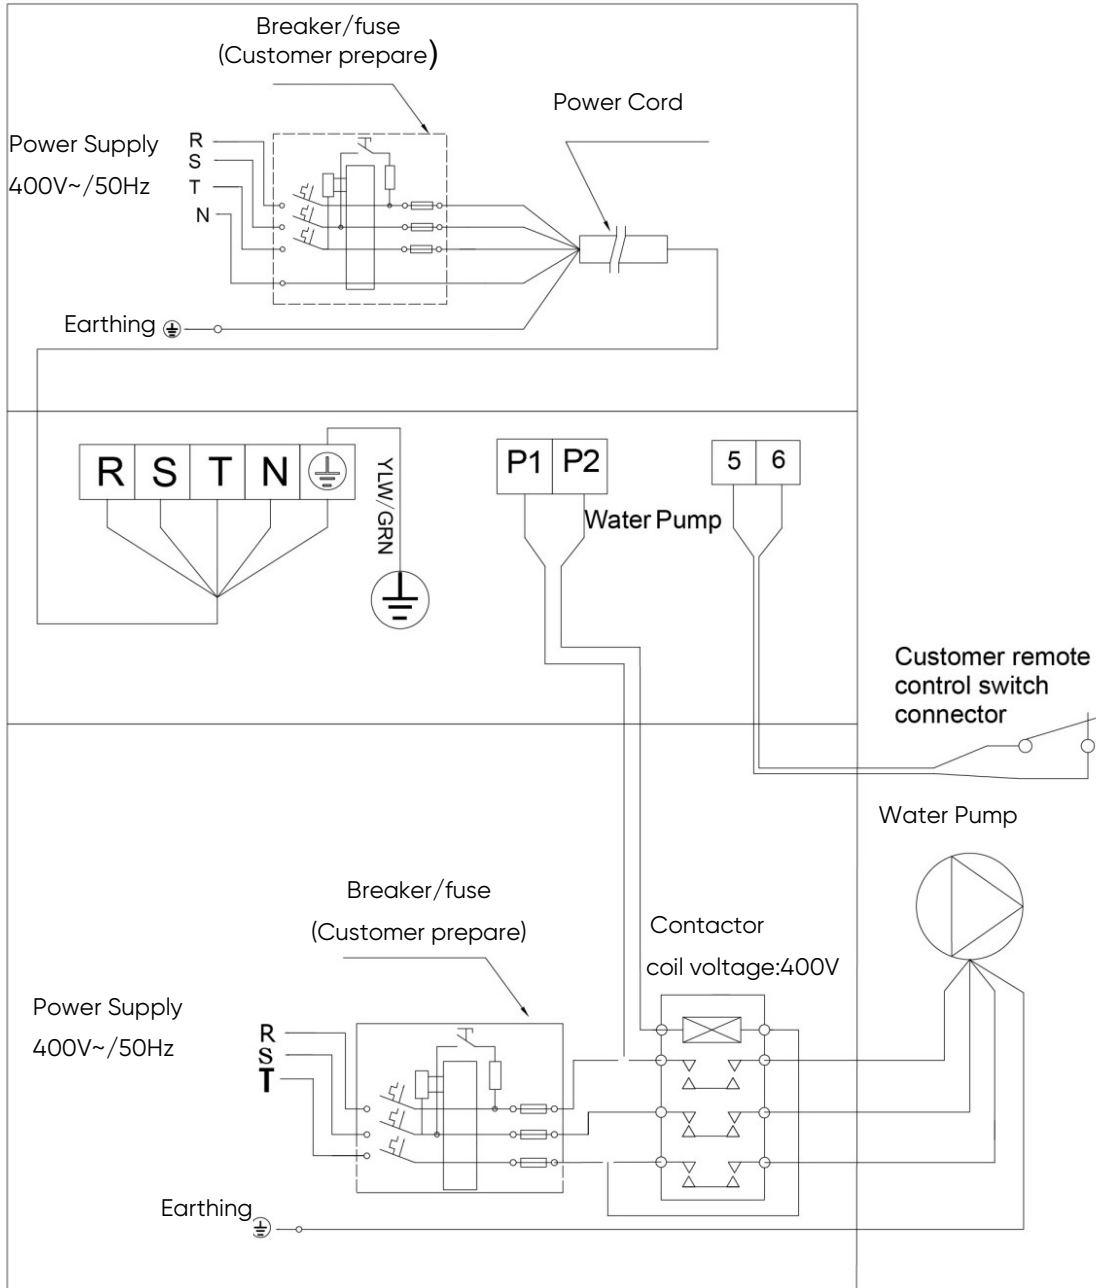 Breaker/fuse
(Customer prepare)
Power Cord
Power Supply
400V~/50Hz
R
S
T
N
Earthing
R S T N
YLW/GRN
P1 P2
Water Pump
5 6
Customer remote
control switch
connector
Water Pump
Breaker/fuse
(Customer prepare)
Contactor
coil voltage:400V
Power Supply
400V~/50Hz
R
S
T
Earthing